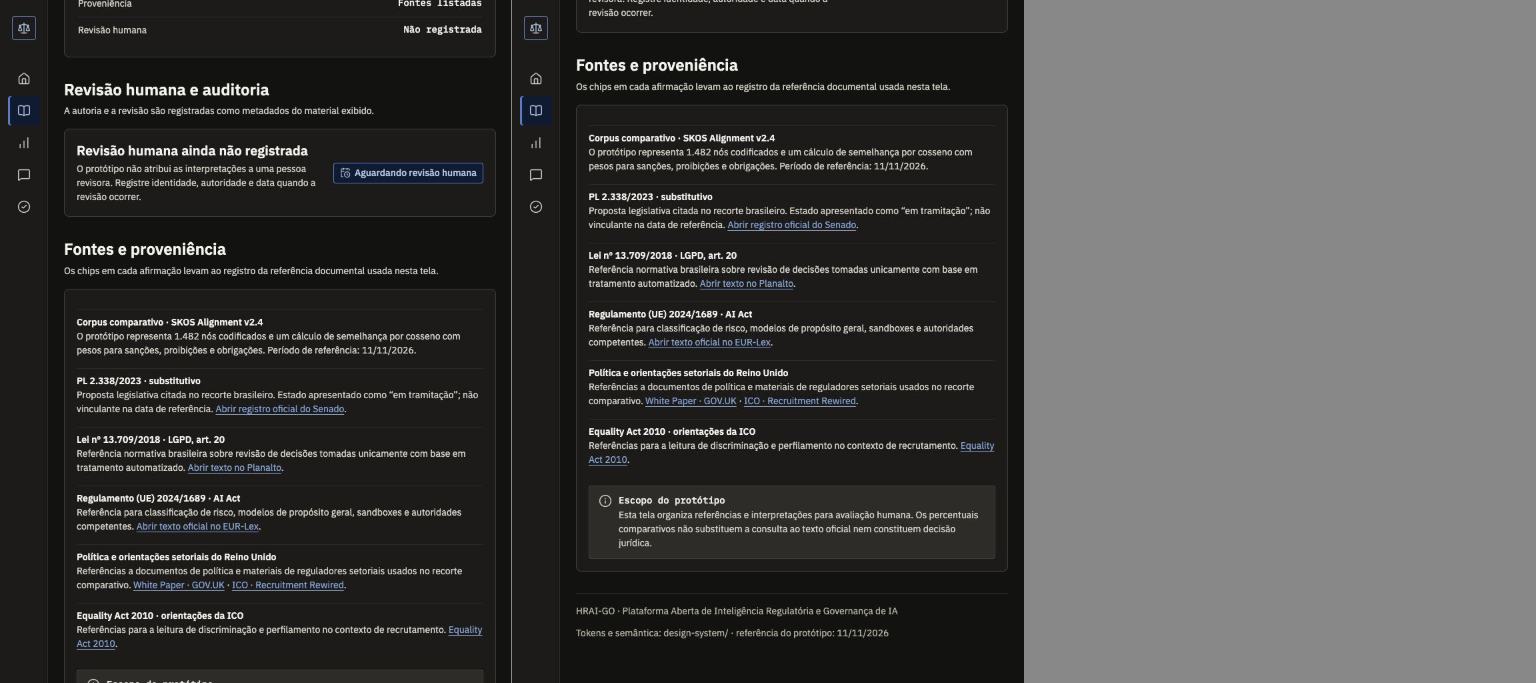 Proveniência
Fontes listadas
Revisão humana
Não registrada
Revisão humana e auditoria
A autoria e a revisão são registradas como metadados do material exibido.
Revisão humana ainda não registrada
O protótipo não atribui as interpretações a uma pessoa
revisora. Registre identidade, autoridade e data quando a
revisão ocorrer.
Aguardando revisão humana
Fontes e proveniência
Os chips em cada afirmação levam ao registro da referência documental usada nesta tela.
Corpus comparativo · SKOS Alignment v2.4
O protótipo representa 1.482 nós codificados e um cálculo de semelhança por cosseno com
pesos para sanções, proibições e obrigações. Período de referência: 11/11/2026.
PL 2.338/2023 · substitutivo
Proposta legislativa citada no recorte brasileiro. Estado apresentado como “em tramitação”; não
vinculante na data de referência. Abrir registro oficial do Senado.
Lei nº 13.709/2018 · LGPD, art. 20
Referência normativa brasileira sobre revisão de decisões tomadas unicamente com base em
tratamento automatizado. Abrir texto no Planalto.
Regulamento (UE) 2024/1689 · AI Act
Referência para classificação de risco, modelos de propósito geral, sandboxes e autoridades
competentes. Abrir texto oficial no EUR-Lex.
Política e orientações setoriais do Reino Unido
Referências a documentos de política e materiais de reguladores setoriais usados no recorte
comparativo. White Paper · GOV.UK · ICO · Recruitment Rewired.
Equality Act 2010 · orientações da ICO
Referências para a leitura de discriminação e perfilamento no contexto de recrutamento. Equality
Act 2010.
Escopo do protótipo
revisora. Registre identidade, autoridade e data quando a
revisão ocorrer.
Fontes e proveniência
Os chips em cada afirmação levam ao registro da referência documental usada nesta tela.
Corpus comparativo · SKOS Alignment v2.4
O protótipo representa 1.482 nós codificados e um cálculo de semelhança por cosseno com
pesos para sanções, proibições e obrigações. Período de referência: 11/11/2026.
PL 2.338/2023 · substitutivo
Proposta legislativa citada no recorte brasileiro. Estado apresentado como “em tramitação”; não
vinculante na data de referência. Abrir registro oficial do Senado.
Lei nº 13.709/2018 · LGPD, art. 20
Referência normativa brasileira sobre revisão de decisões tomadas unicamente com base em
tratamento automatizado. Abrir texto no Planalto.
Regulamento (UE) 2024/1689 · AI Act
Referência para classificação de risco, modelos de propósito geral, sandboxes e autoridades
competentes. Abrir texto oficial no EUR-Lex.
Política e orientações setoriais do Reino Unido
Referências a documentos de política e materiais de reguladores setoriais usados no recorte
comparativo. White Paper · GOV.UK · ICO · Recruitment Rewired.
Equality Act 2010 · orientações da ICO
Referências para a leitura de discriminação e perfilamento no contexto de recrutamento. Equality
Act 2010.
Escopo do protótipo
Esta tela organiza referências e interpretações para avaliação humana. Os percentuais
comparativos não substituem a consulta ao texto oficial nem constituem decisão
jurídica.
HRAI-GO · Plataforma Aberta de Inteligência Regulatória e Governança de IA
Tokens e semântica: design-system/ · referência do protótipo: 11/11/2026